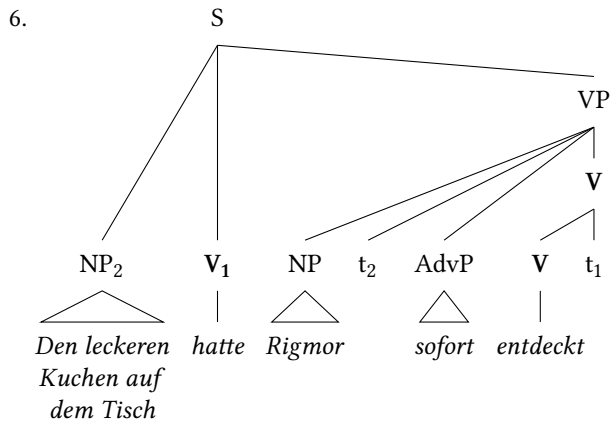 6. S
VP
V
NP₂ V₁ NP t₂ AdvP V t₁
Den leckeren hatte Rigmor sofort entdeckt
Kuchen auf
dem Tisch